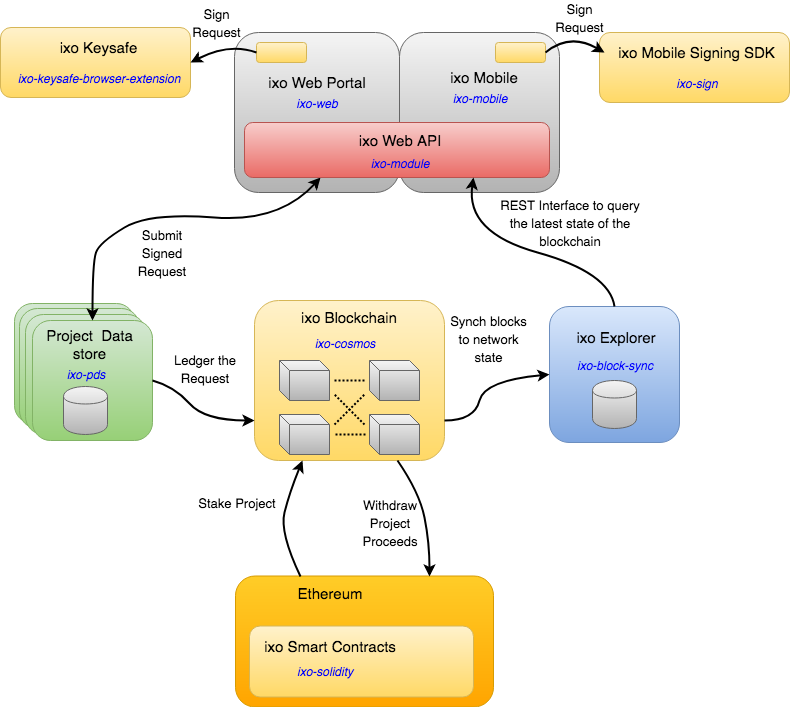 Sign
Request
Sign
Request
ixo Keysafe
ixo-keysafe-browser-extension
ixo Web Portal
ixo-web
ixo Mobile
ixo-mobile
ixo Mobile Signing SDK
ixo-sign
ixo Web API
ixo-module
Submit
Signed
Request
REST Interface to query
the latest state of the
blockchain
Project  Data
store
ixo-pds
Ledger the
Request
ixo Blockchain
ixo-cosmos
Synch blocks
to network
state
ixo Explorer
ixo-block-sync
Stake Project
Withdraw
Project
Proceeds
Ethereum
ixo Smart Contracts
ixo-solidity